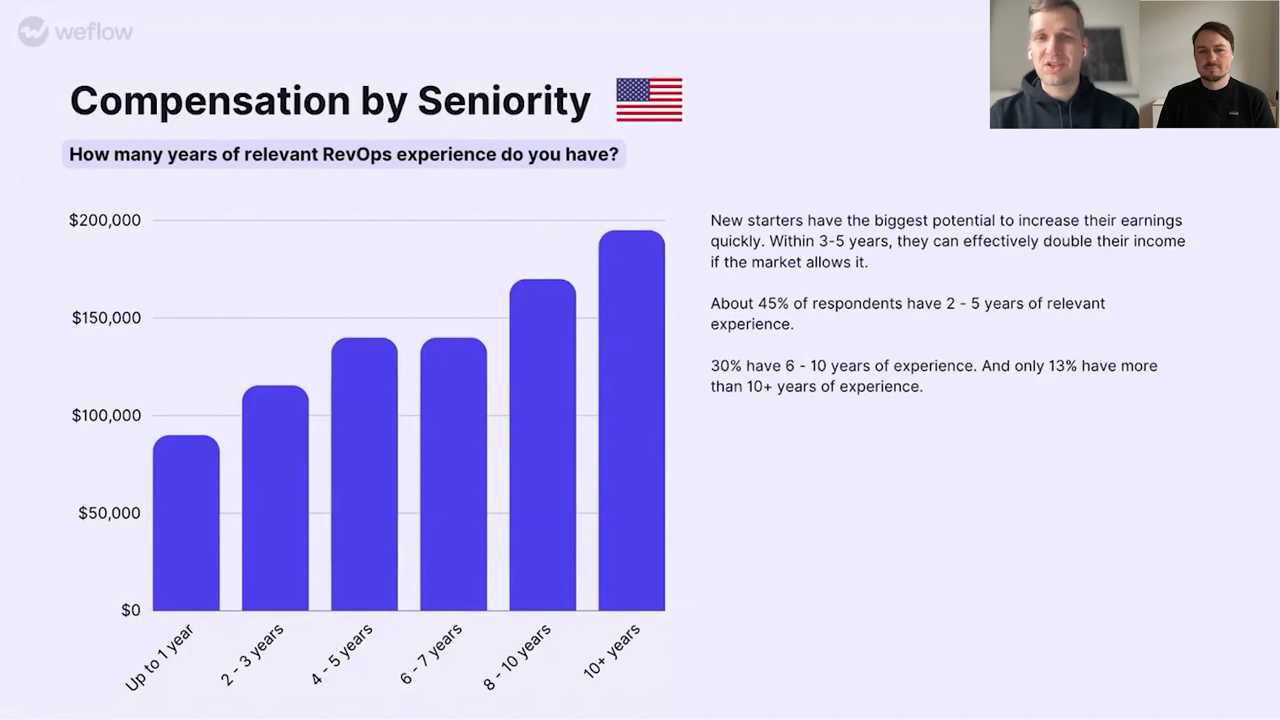 weflow
Compensation by Seniority
How many years of relevant RevOps experience do you have?
$200,000
$150,000
$100,000
$50,000
$0
Up to 1 year
2 - 3 years
4 - 5 years
6 - 7 years
8 - 10 years
10+ years
New starters have the biggest potential to increase their earnings
quickly. Within 3-5 years, they can effectively double their income
if the market allows it.
About 45% of respondents have 2 - 5 years of relevant
experience.
30% have 6 - 10 years of experience. And only 13% have more
than 10+ years of experience.